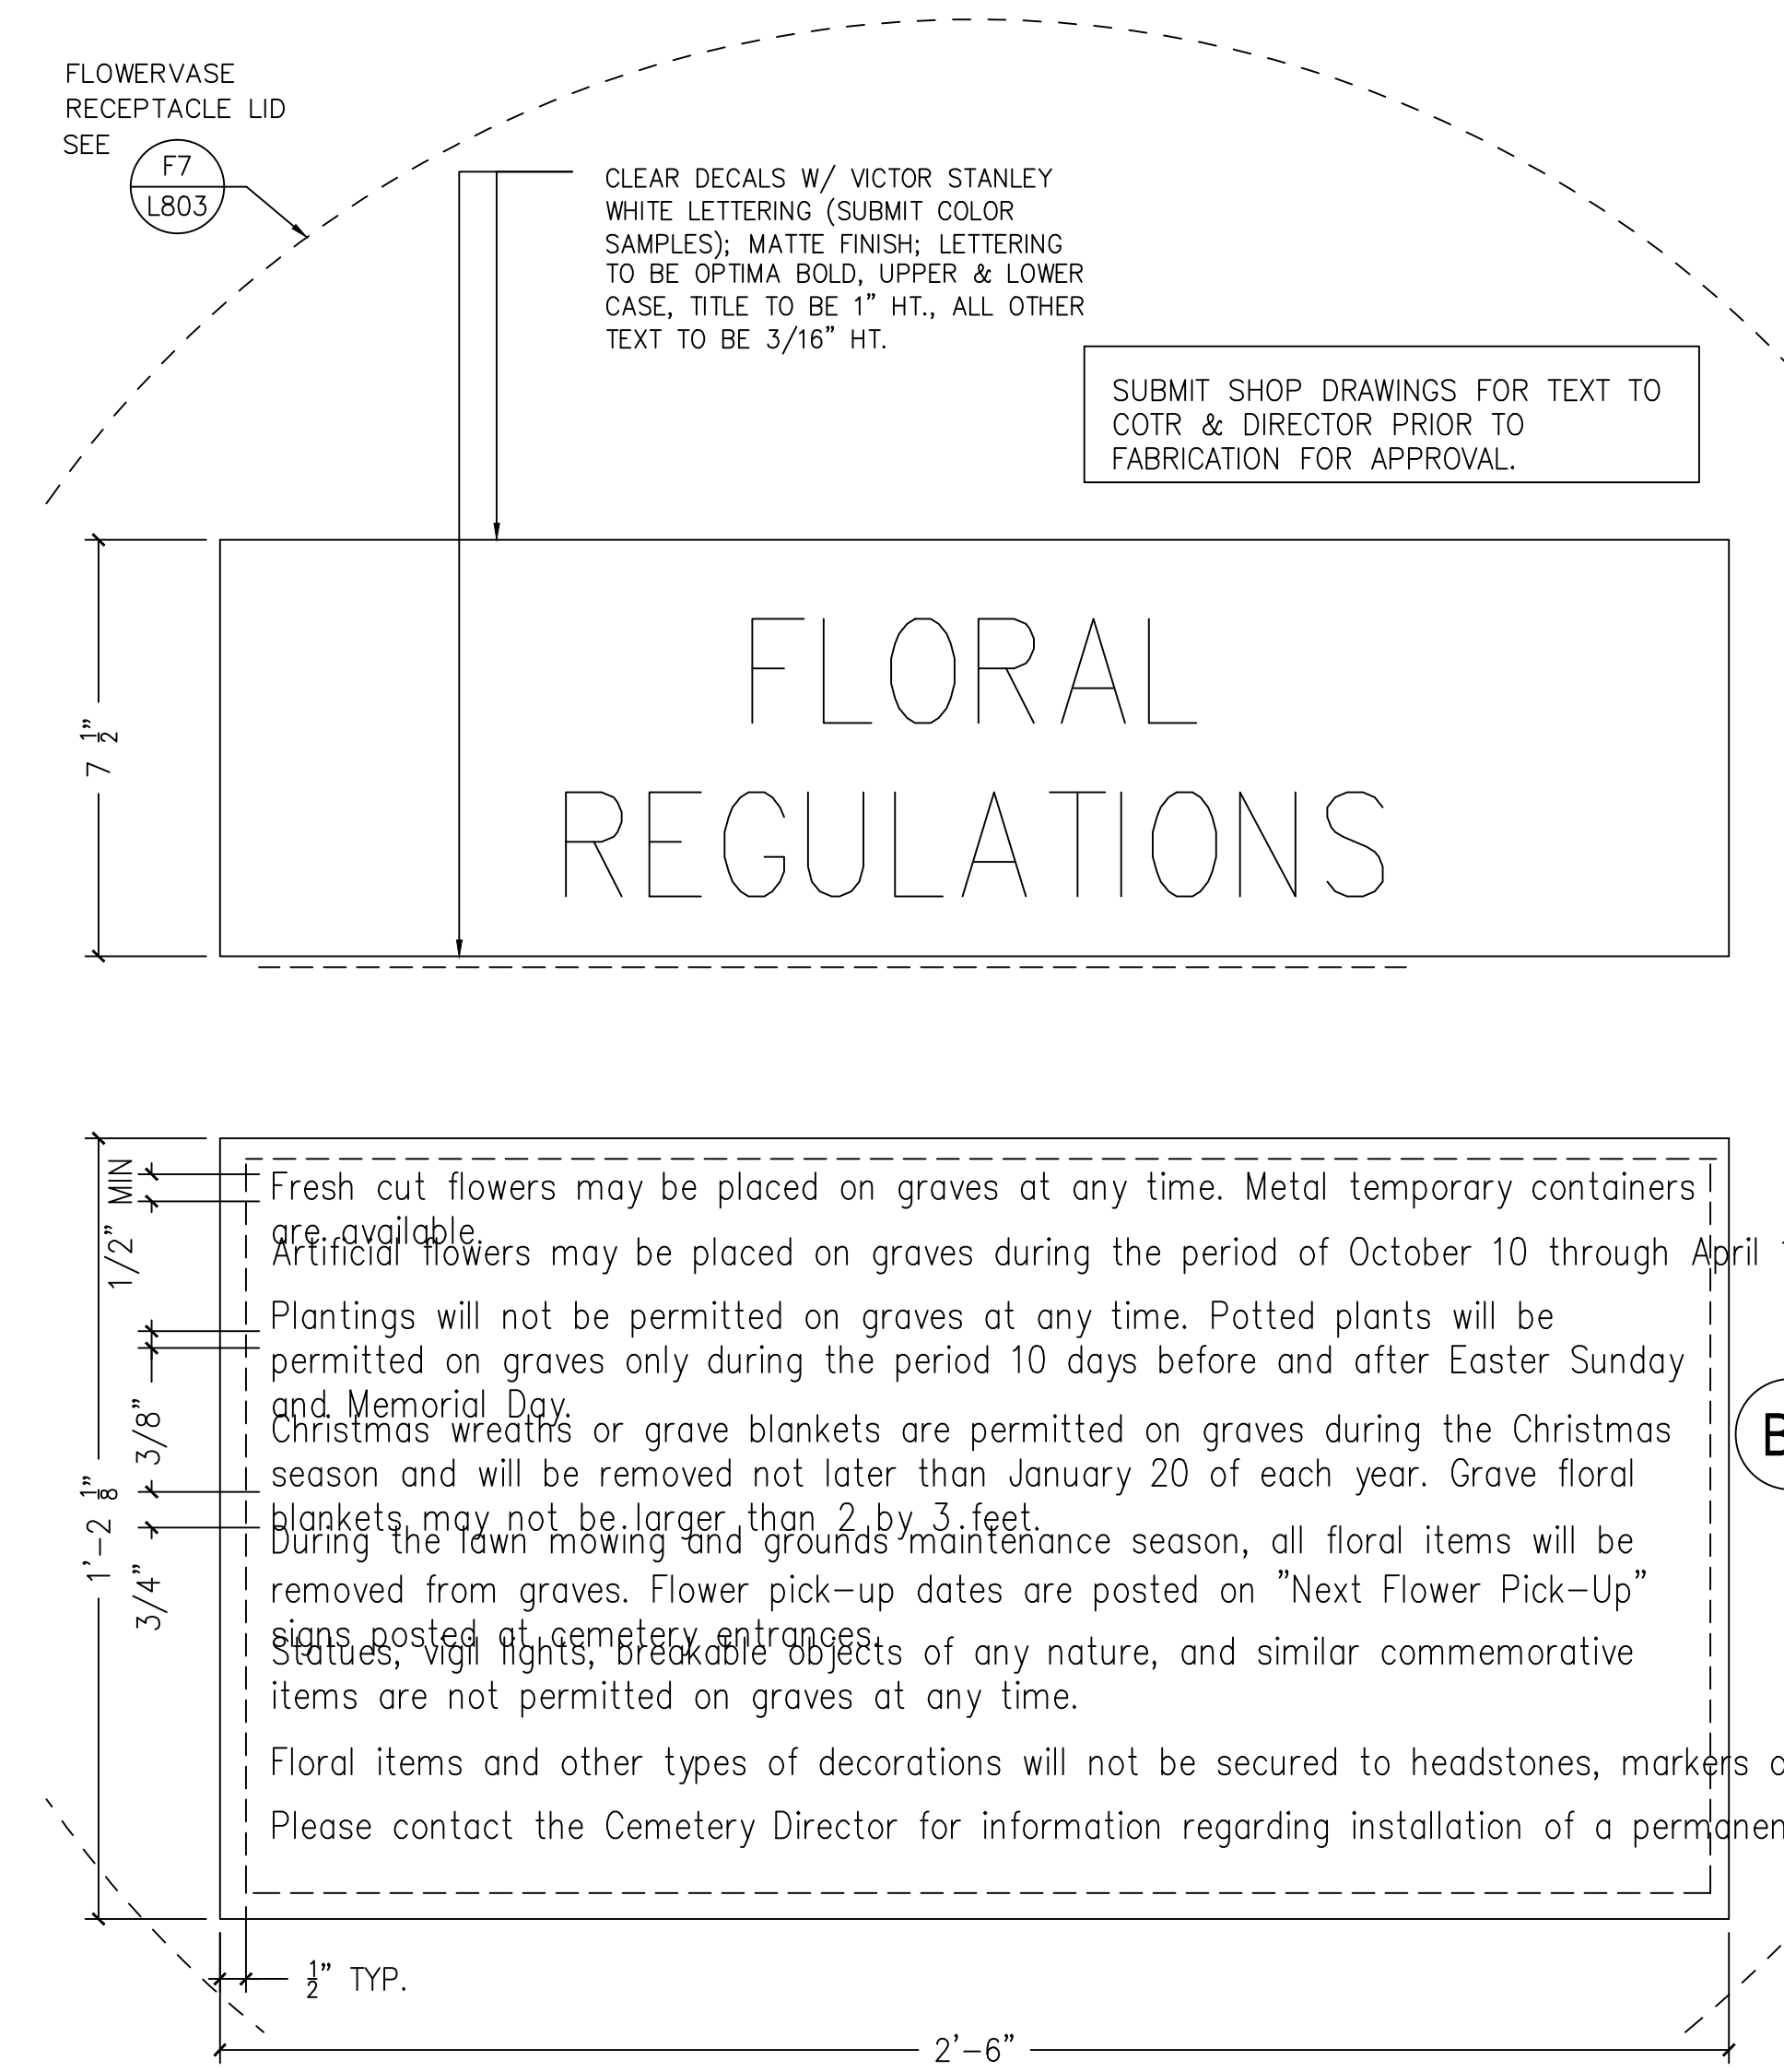 FLOWERVASE
RECEPTACLE LID
SEE
F7
L803
CLEAR DECALS W/ VICTOR STANLEY
WHITE LETTERING (SUBMIT COLOR
SAMPLES); MATTE FINISH; LETTERING
TO BE OPTIMA BOLD, UPPER & LOWER
CASE, TITLE TO BE 1" HT., ALL OTHER
TEXT TO BE 3/16" HT.
SUBMIT SHOP DRAWINGS FOR TEXT TO
COTR & DIRECTOR PRIOR TO
FABRICATION FOR APPROVAL.
7 1/2"
FLORAL
REGULATIONS
1/2" MIN
3/8"
3/4"
1'-2 1/8"
Fresh cut flowers may be placed on graves at any time. Metal temporary containers
are available.
Artificial flowers may be placed on graves during the period of October 10 through April
Plantings will not be permitted on graves at any time. Potted plants will be
permitted on graves only during the period 10 days before and after Easter Sunday
and Memorial Day.
Christmas wreaths or grave blankets are permitted on graves during the Christmas
season and will be removed not later than January 20 of each year. Grave floral
blankets may not be larger than 2 by 3 feet.
During the lawn mowing and grounds maintenance season, all floral items will be
removed from graves. Flower pick-up dates are posted on "Next Flower Pick-Up"
signs posted at cemetery entrances.
Statues, vigil lights, breakable objects of any nature, and similar commemorative
items are not permitted on graves at any time.
Floral items and other types of decorations will not be secured to headstones, markers
Please contact the Cemetery Director for information regarding installation of a permanen
B
1/2" TYP.
2'-6"